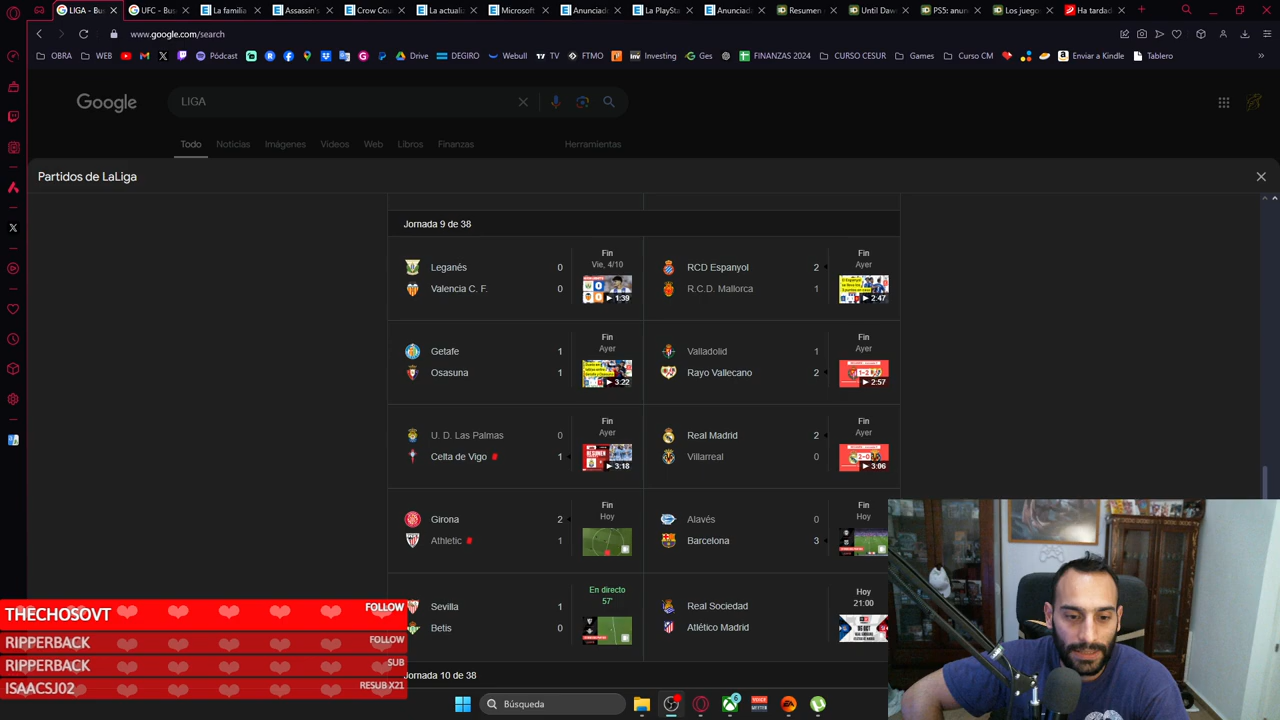 LIGA - Bus
UFC - Busc
La familia
Assassin's
Crow Cou
La actualiz
Microsoft
Anunciado
La PlaySta
Anunciada
Resumen
Until Daw
PS5: anun
Los juego
Ha tardad
www.google.com/search
OBRA
WEB
Pódcast
Drive
DEGIRO
Webull
TV
FTMO
Investing
Ges
FINANZAS 2024
CURSO CESUR
Games
Curso CM
Enviar a Kindle
Tablero
Google
LIGA
Todo
Noticias
Imágenes
Videos
Web
Libros
Finanzas
Herramientas
Partidos de LaLiga
Jornada 9 de 38
Leganés 0
Valencia C. F. 0
Fin
Vie, 4/10
1:39
RCD Espanyol 2
R.C.D. Mallorca 1
Fin
Ayer
2:47
Getafe 1
Osasuna 1
Fin
Ayer
3:22
Valladolid 1
Rayo Vallecano 2
Fin
Ayer
2:57
U. D. Las Palmas 0
Celta de Vigo 1
Fin
Ayer
3:18
Real Madrid 2
Villarreal 0
Fin
Ayer
3:06
Girona 2
Athletic 1
Fin
Hoy
Alavés 0
Barcelona 3
Fin
Hoy
Sevilla 1
Betis 0
En directo
57'
Real Sociedad
Atlético Madrid
Hoy
21:00
Jornada 10 de 38
THECHOSOVT FOLLOW
RIPPERBACK FOLLOW
RIPPERBACK SUB
ISAACSJ02 RESUB X21
Búsqueda